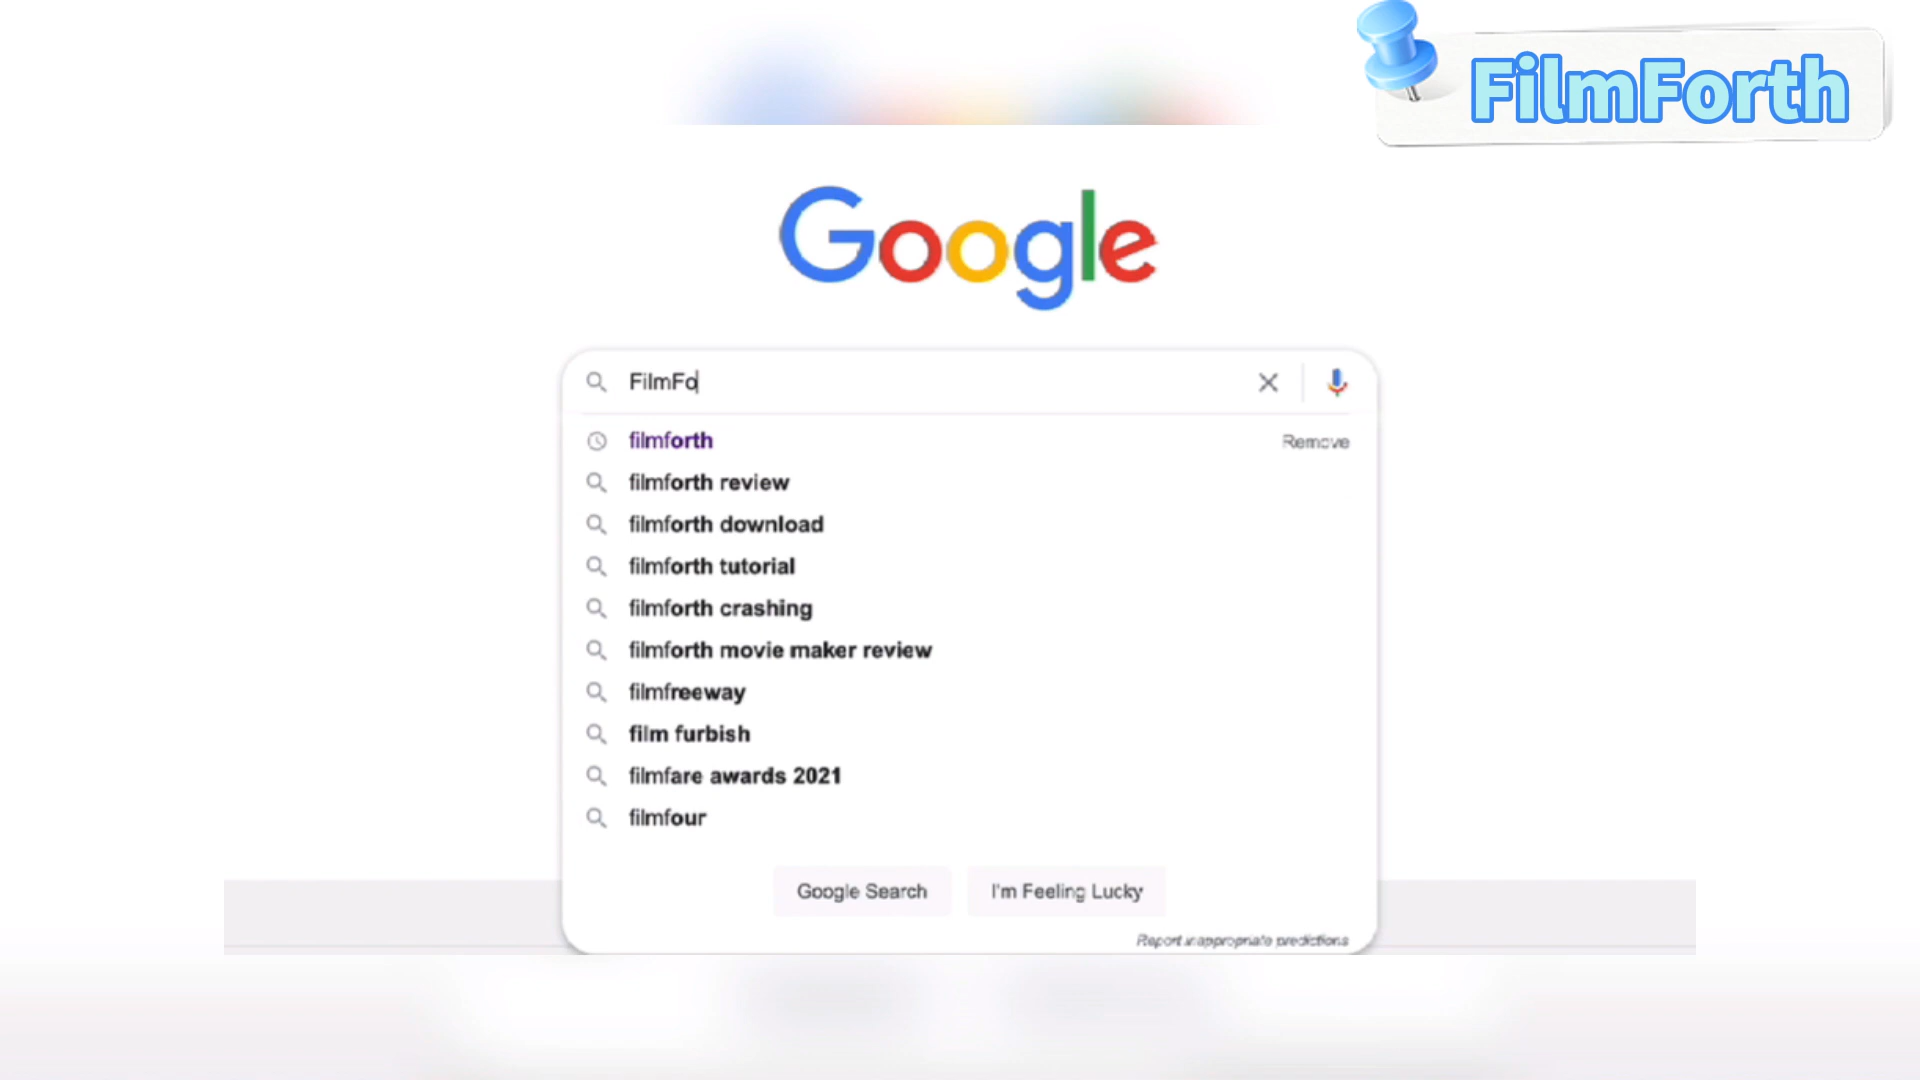 FilmForth
Google
FilmFo
filmforth
Remove
filmforth review
filmforth download
filmforth tutorial
filmforth crashing
filmforth movie maker review
filmfreeway
film furbish
filmfare awards 2021
filmfour
Google Search
I'm Feeling Lucky
Report inappropriate predictions